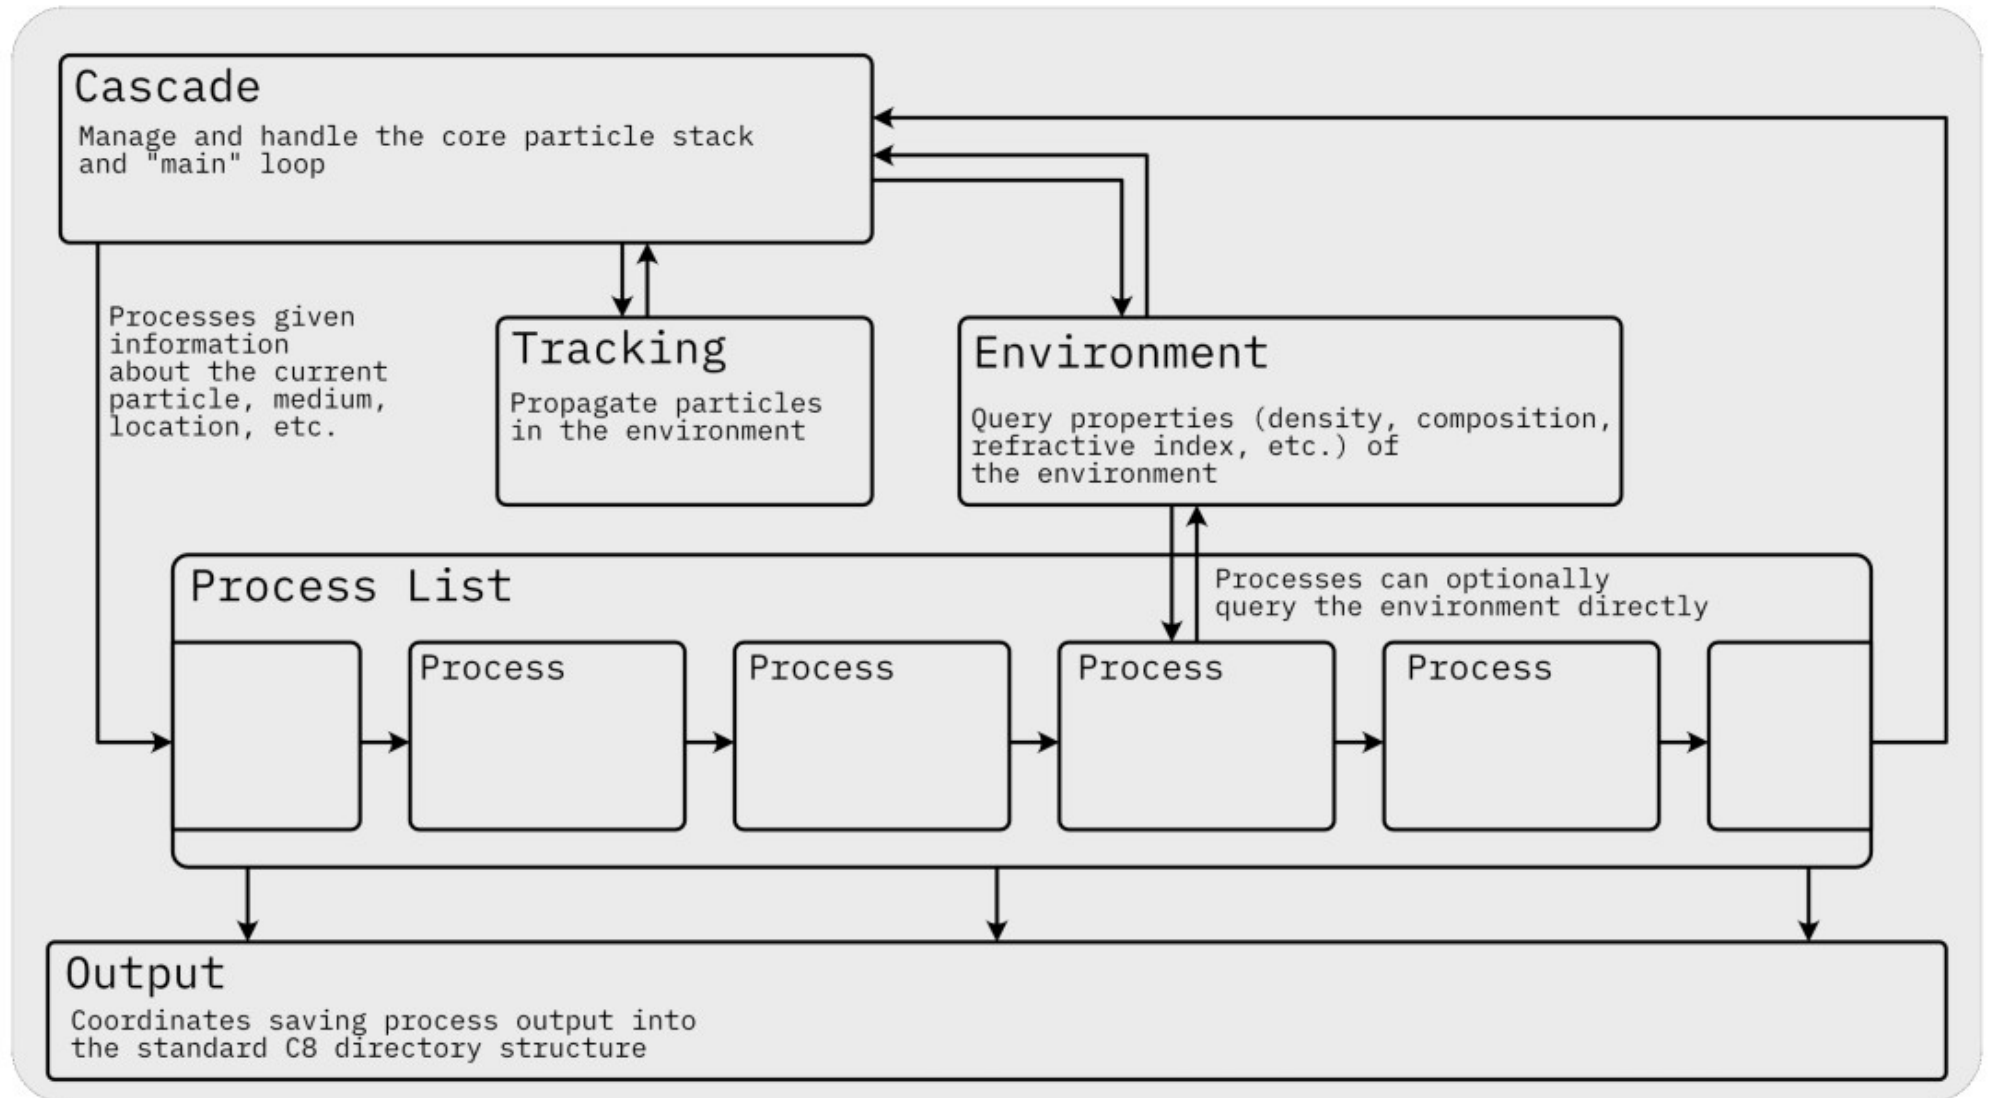 Cascade
Manage and handle the core particle stack
and "main" loop
Processes given
information
about the current
particle, medium,
location, etc.
Tracking
Propagate particles
in the environment
Environment
Query properties (density, composition,
refractive index, etc.) of
the environment
Process List
Processes can optionally
query the environment directly
Process
Process
Process
Process
Output
Coordinates saving process output into
the standard C8 directory structure